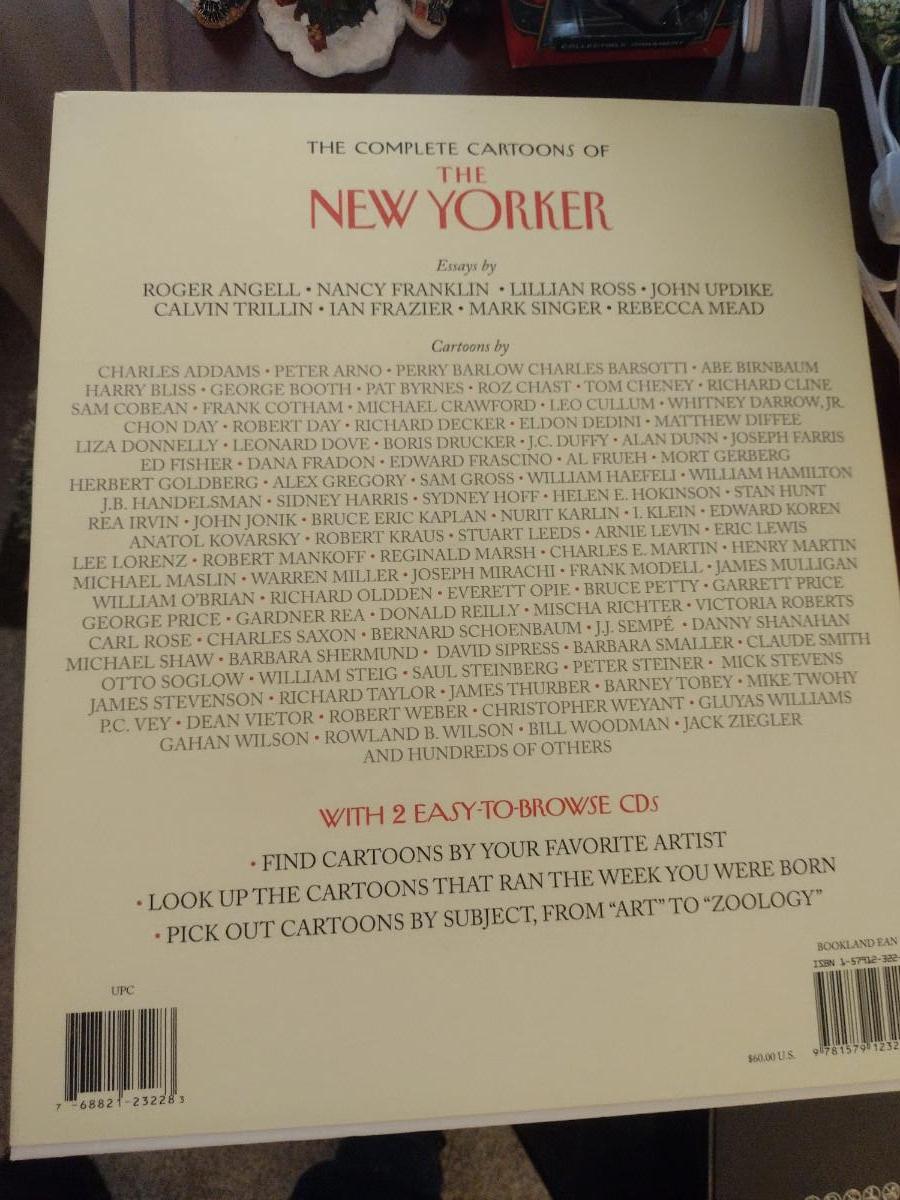 COLLECTIBLE ORNAMENT
THE COMPLETE CARTOONS OF
THE
NEW YORKER
Essays by
ROGER ANGELL • NANCY FRANKLIN • LILLIAN ROSS • JOHN UPDIKE
CALVIN TRILLIN • IAN FRAZIER • MARK SINGER • REBECCA MEAD
Cartoons by
CHARLES ADDAMS • PETER ARNO • PERRY BARLOW CHARLES BARSOTTI • ABE BIRNBAUM
HARRY BLISS • GEORGE BOOTH • PAT BYRNES • ROZ CHAST • TOM CHENEY • RICHARD CLINE
SAM COBEAN • FRANK COTHAM • MICHAEL CRAWFORD • LEO CULLUM • WHITNEY DARROW, JR.
CHON DAY • ROBERT DAY • RICHARD DECKER • ELDON DEDINI • MATTHEW DIFFEE
LIZA DONNELLY • LEONARD DOVE • BORIS DRUCKER • J.C. DUFFY • ALAN DUNN • JOSEPH FARRIS
ED FISHER • DANA FRADON • EDWARD FRASCINO • AL FRUEH • MORT GERBERG
HERBERT GOLDBERG • ALEX GREGORY • SAM GROSS • WILLIAM HAEFELI • WILLIAM HAMILTON
J.B. HANDELSMAN • SIDNEY HARRIS • SYDNEY HOFF • HELEN E. HOKINSON • STAN HUNT
REA IRVIN • JOHN JONIK • BRUCE ERIC KAPLAN • NURIT KARLIN • I. KLEIN • EDWARD KOREN
ANATOL KOVARSKY • ROBERT KRAUS • STUART LEEDS • ARNIE LEVIN • ERIC LEWIS
LEE LORENZ • ROBERT MANKOFF • REGINALD MARSH • CHARLES E. MARTIN • HENRY MARTIN
MICHAEL MASLIN • WARREN MILLER • JOSEPH MIRACHI • FRANK MODELL • JAMES MULLIGAN
WILLIAM O'BRIAN • RICHARD OLDDEN • EVERETT OPIE • BRUCE PETTY • GARRETT PRICE
GEORGE PRICE • GARDNER REA • DONALD REILLY • MISCHA RICHTER • VICTORIA ROBERTS
CARL ROSE • CHARLES SAXON • BERNARD SCHOENBAUM • J.J. SEMPÉ • DANNY SHANAHAN
MICHAEL SHAW • BARBARA SHERMUND • DAVID SIPRESS • BARBARA SMALLER • CLAUDE SMITH
OTTO SOGLOW • WILLIAM STEIG • SAUL STEINBERG • PETER STEINER • MICK STEVENS
JAMES STEVENSON • RICHARD TAYLOR • JAMES THURBER • BARNEY TOBEY • MIKE TWOHY
P.C. VEY • DEAN VIETOR • ROBERT WEBER • CHRISTOPHER WEYANT • GLUYAS WILLIAMS
GAHAN WILSON • ROWLAND B. WILSON • BILL WOODMAN • JACK ZIEGLER
AND HUNDREDS OF OTHERS
WITH 2 EASY-TO-BROWSE CDs
• FIND CARTOONS BY YOUR FAVORITE ARTIST
• LOOK UP THE CARTOONS THAT RAN THE WEEK YOU WERE BORN
• PICK OUT CARTOONS BY SUBJECT, FROM “ART” TO “ZOOLOGY”
BOOKLAND EAN
ISBN 1-57912-322-
9 781579 1232
$60.00 U.S.
UPC
7 68821 23228 3